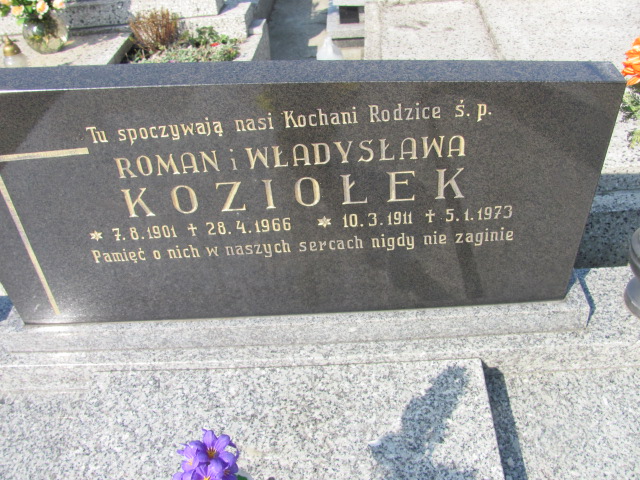 Tu spoczywają nasi Kochani Rodzice ś. p.
ROMAN i WŁADYSŁAWA
KOZIOŁEK
* 7.8.1901 ✝ 28.4.1966 * 10.3.1911 ✝ 5.1.1973
Pamięć o nich w naszych sercach nigdy nie zaginie